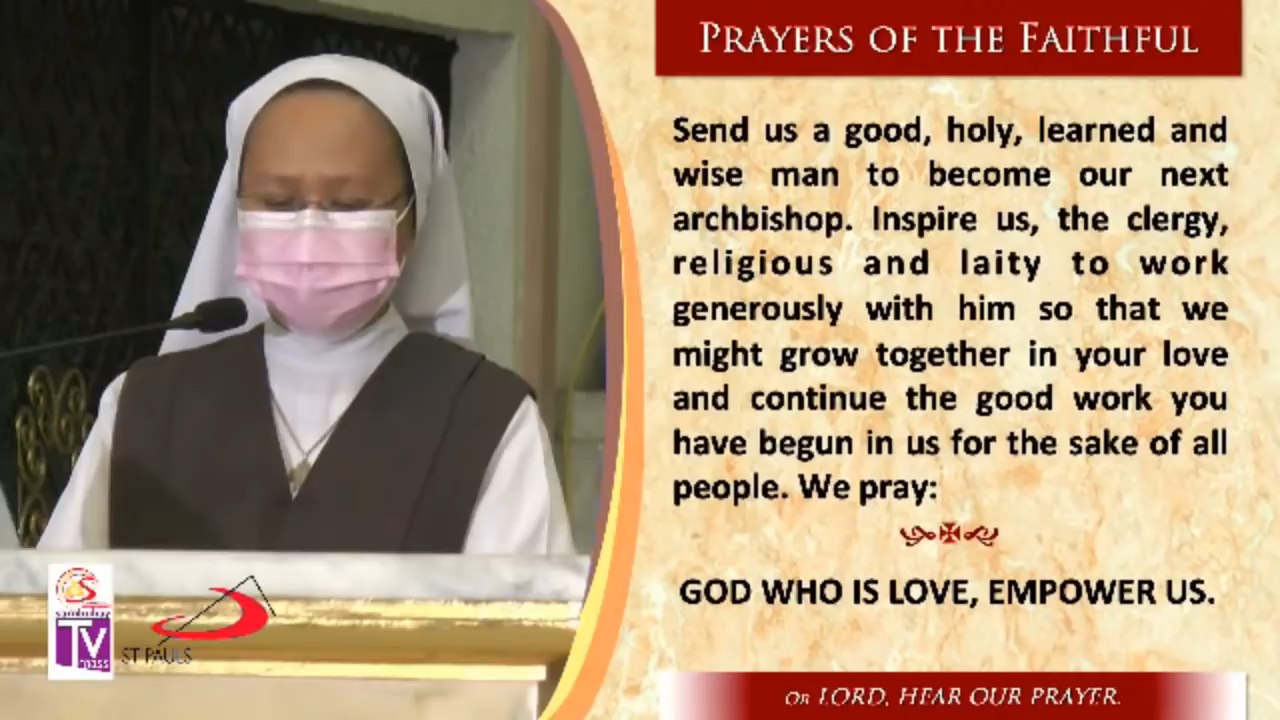 PRAYERS OF THE FAITHFUL
Send us a good, holy, learned and
wise man to become our next
archbishop. Inspire us, the clergy,
religious and laity to work
generously with him so that we
might grow together in your love
and continue the good work you
have begun in us for the sake of all
people. We pray:
GOD WHO IS LOVE, EMPOWER US.
OR LORD, HEAR OUR PRAYER.
TV
mass
ST PAULS